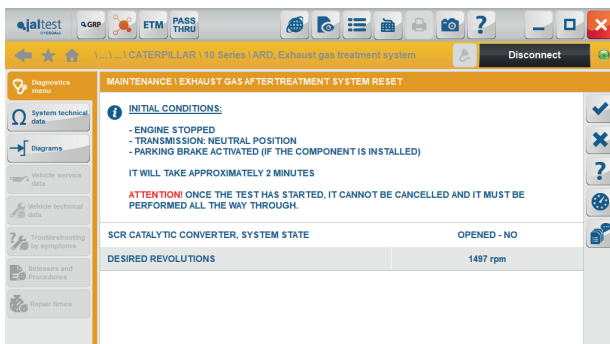 jaltest
GRP
ETM
PASS
THRU
\...\...\ CATERPILLAR \ 10 Series \ ARD, Exhaust gas treatment system
Disconnect
Diagnostics
menu
System technical
data
Diagrams
Vehicle service
data
Vehicle technical
data
Troubleshooting
by symptoms
Releases and
Procedures
Repair times
MAINTENANCE \ EXHAUST GAS AFTERTREATMENT SYSTEM RESET
INITIAL CONDITIONS:
- ENGINE STOPPED
- TRANSMISSION: NEUTRAL POSITION
- PARKING BRAKE ACTIVATED (IF THE COMPONENT IS INSTALLED)
IT WILL TAKE APPROXIMATELY 2 MINUTES
ATTENTION! ONCE THE TEST HAS STARTED, IT CANNOT BE CANCELLED AND IT MUST BE
PERFORMED ALL THE WAY THROUGH.
SCR CATALYTIC CONVERTER, SYSTEM STATE OPENED - NO
DESIRED REVOLUTIONS 1497 rpm